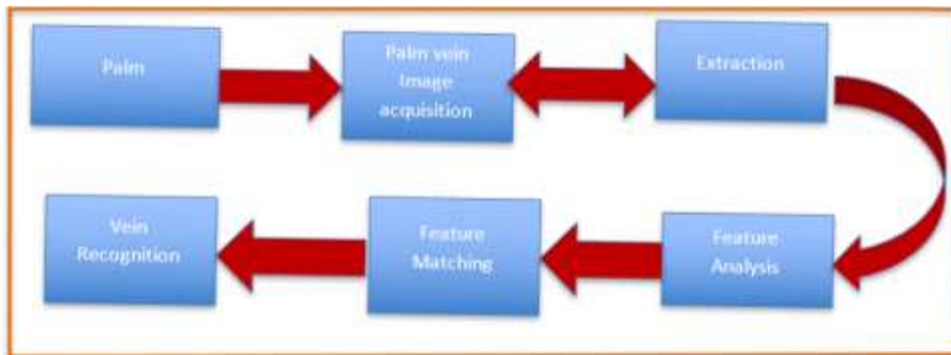 Palm
Palm vein
Image
acquisition
Extraction
Vein
Recognition
Feature
Matching
Feature
Analysis